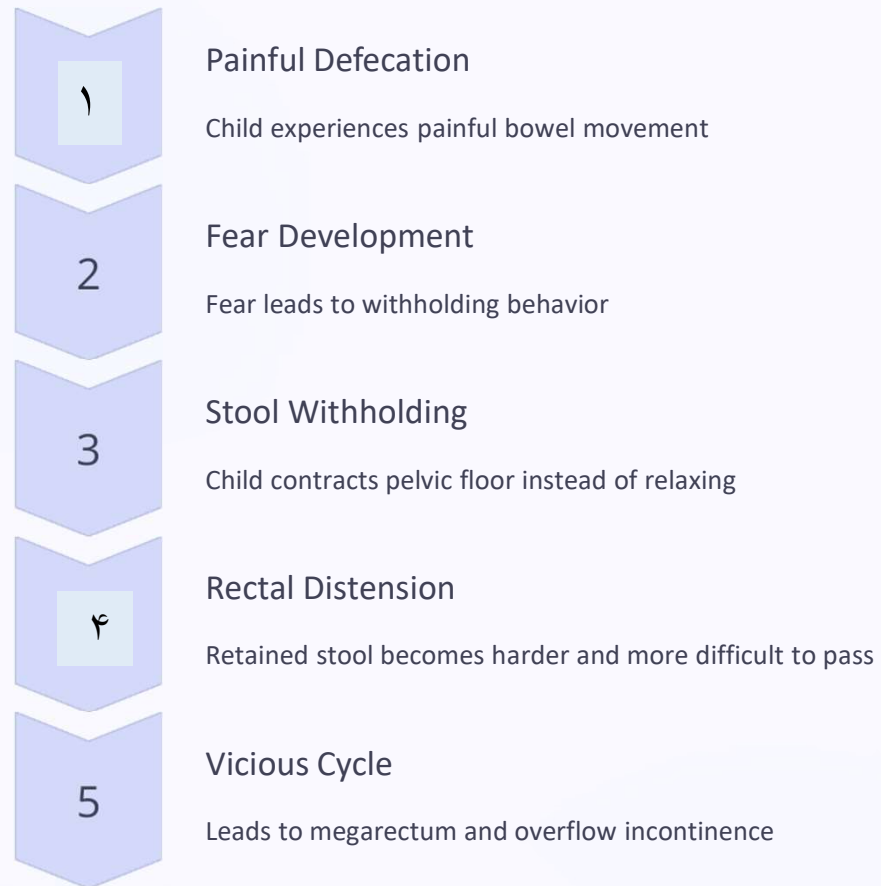 ۱
Painful Defecation
Child experiences painful bowel movement
2
Fear Development
Fear leads to withholding behavior
3
Stool Withholding
Child contracts pelvic floor instead of relaxing
۴
Rectal Distension
Retained stool becomes harder and more difficult to pass
5
Vicious Cycle
Leads to megarectum and overflow incontinence